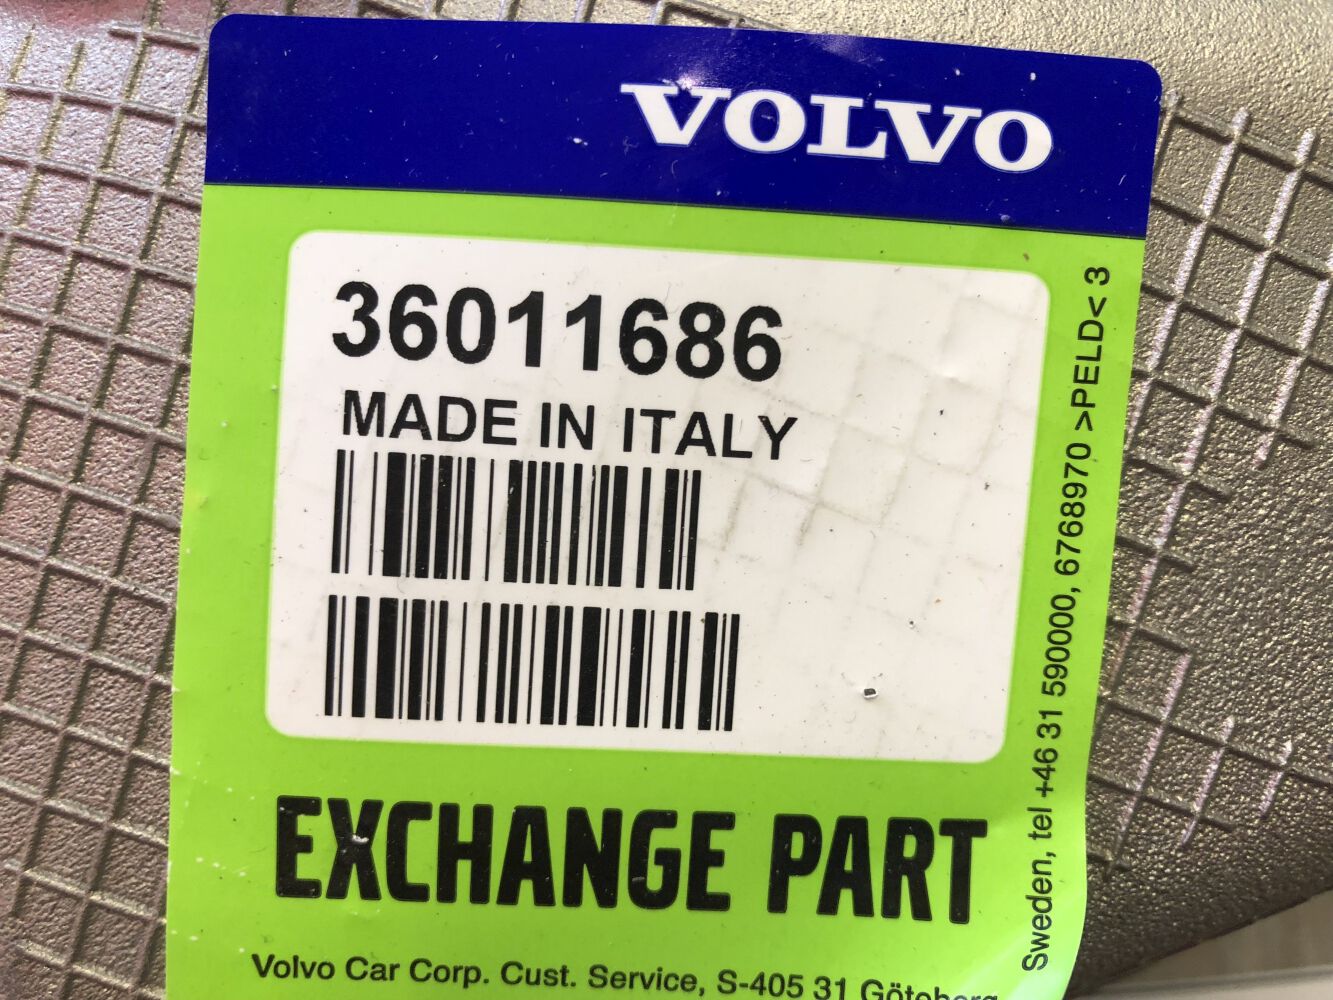 VOLVO
36011686
MADE IN ITALY
EXCHANGE PART
Volvo Car Corp. Cust. Service, S-405 31 Göteborg
Sweden, tel +46 31 590000, 6768970 >PELD< 3